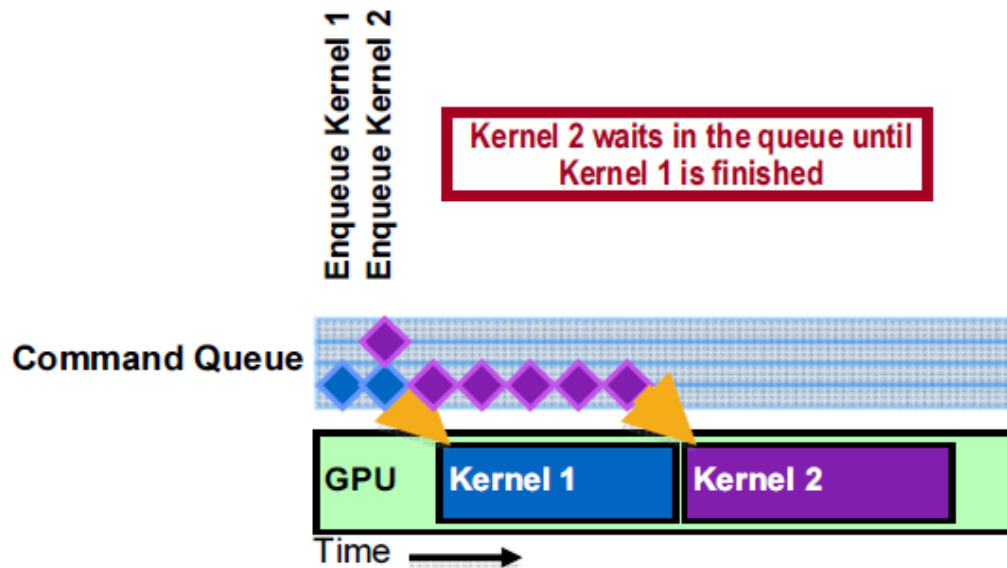 Enqueue Kernel 1
Enqueue Kernel 2
Kernel 2 waits in the queue until
Kernel 1 is finished
Command Queue
GPU
Kernel 1
Kernel 2
Time